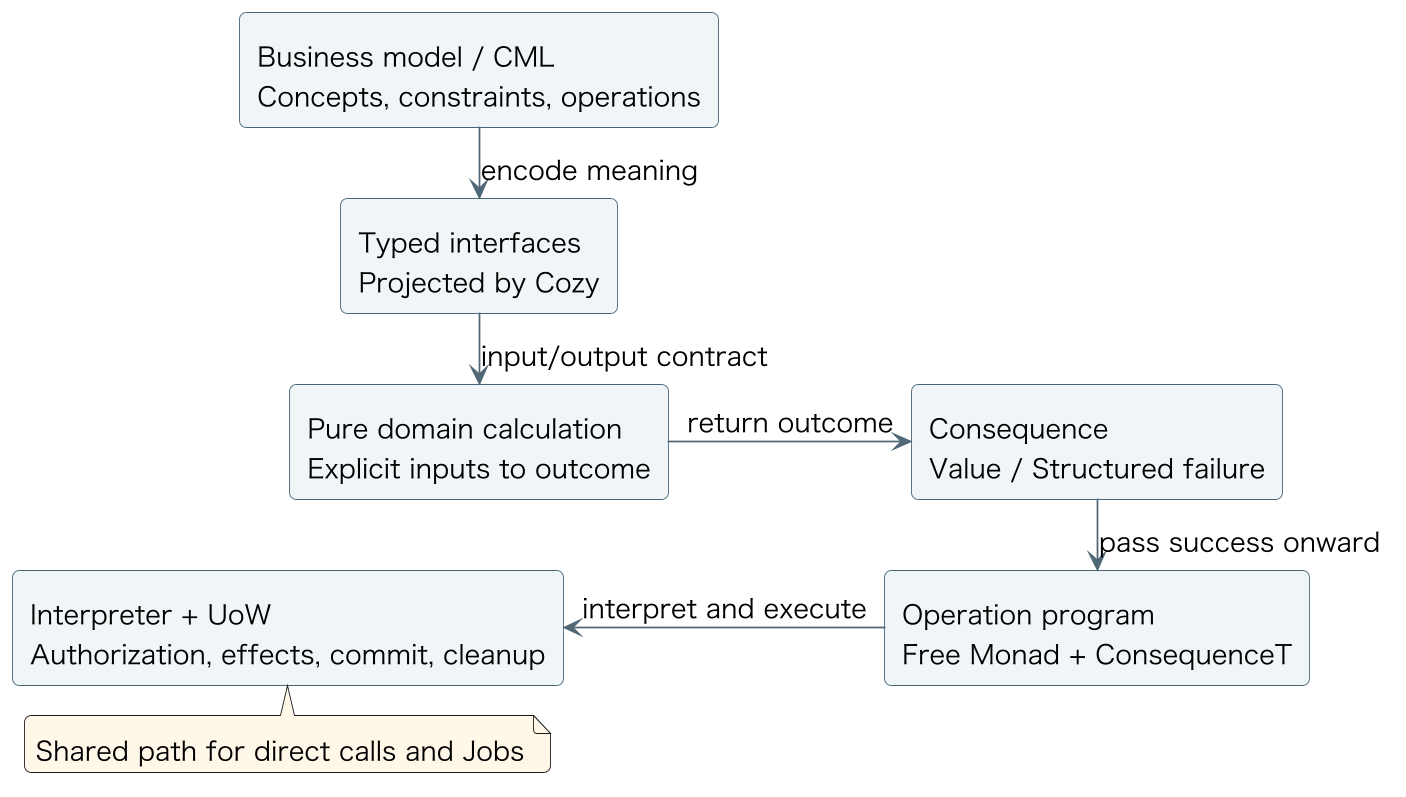 Business model / CML
Concepts, constraints, operations
encode meaning
Typed interfaces
Projected by Cozy
input/output contract
Pure domain calculation
Explicit inputs to outcome
return outcome
Consequence
Value / Structured failure
pass success onward
Operation program
Free Monad + ConsequenceT
interpret and execute
Interpreter + UoW
Authorization, effects, commit, cleanup
Shared path for direct calls and Jobs